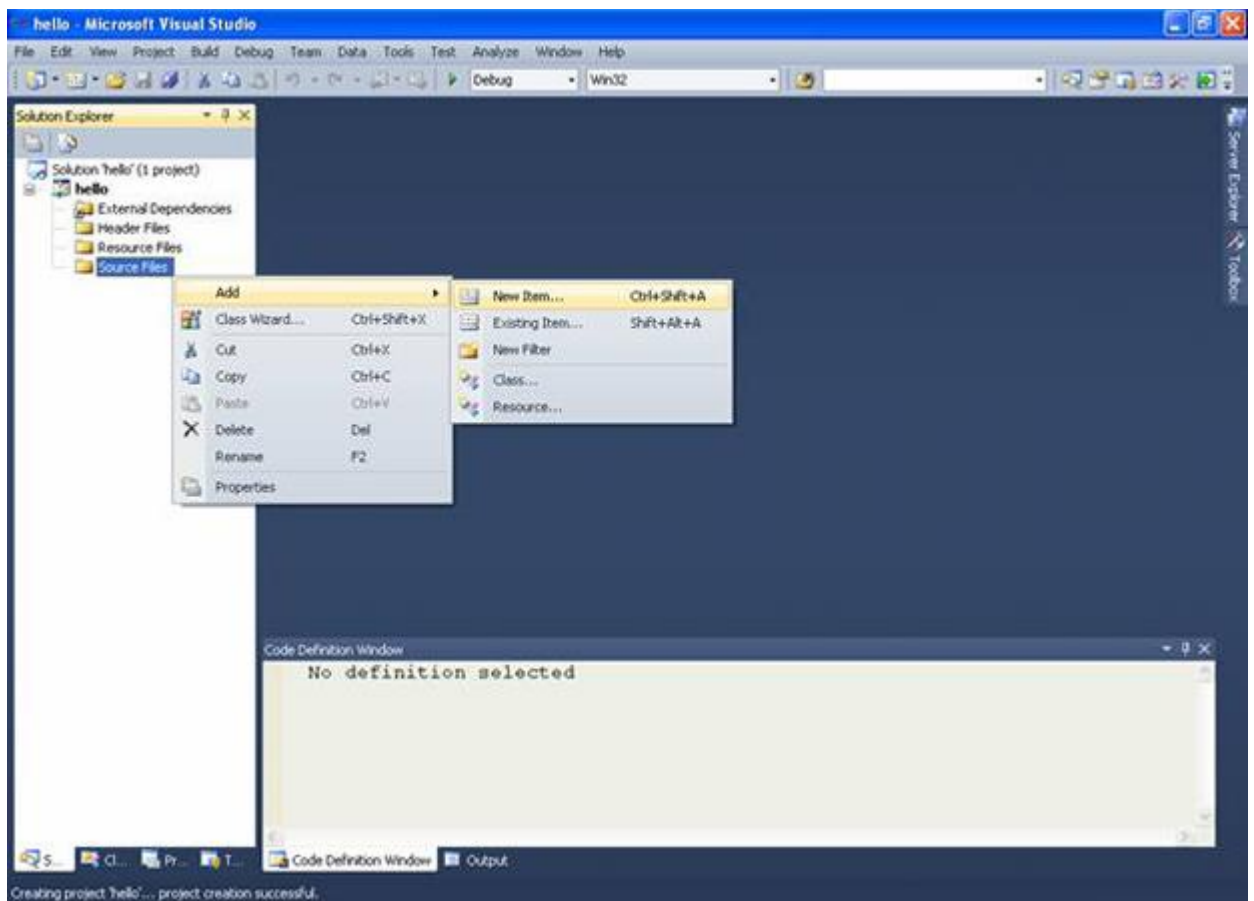 hello - Microsoft Visual Studio
File Edit View Project Build Debug Team Data Tools Test Analyze Window Help
Debug Win32
Solution Explorer
Solution 'hello' (1 project)
hello
External Dependencies
Header Files
Resource Files
Source Files
Add
Class Wizard... Ctrl+Shift+X
Cut Ctrl+X
Copy Ctrl+C
Paste Ctrl+V
Delete Del
Rename F2
Properties
New Item... Ctrl+Shift+A
Existing Item... Shift+Alt+A
New Filter
Class...
Resource...
Server Explorer
Toolbox
Code Definition Window
No definition selected
S... Cl... Pr... T... Code Definition Window Output
Creating project 'hello'... project creation successful.